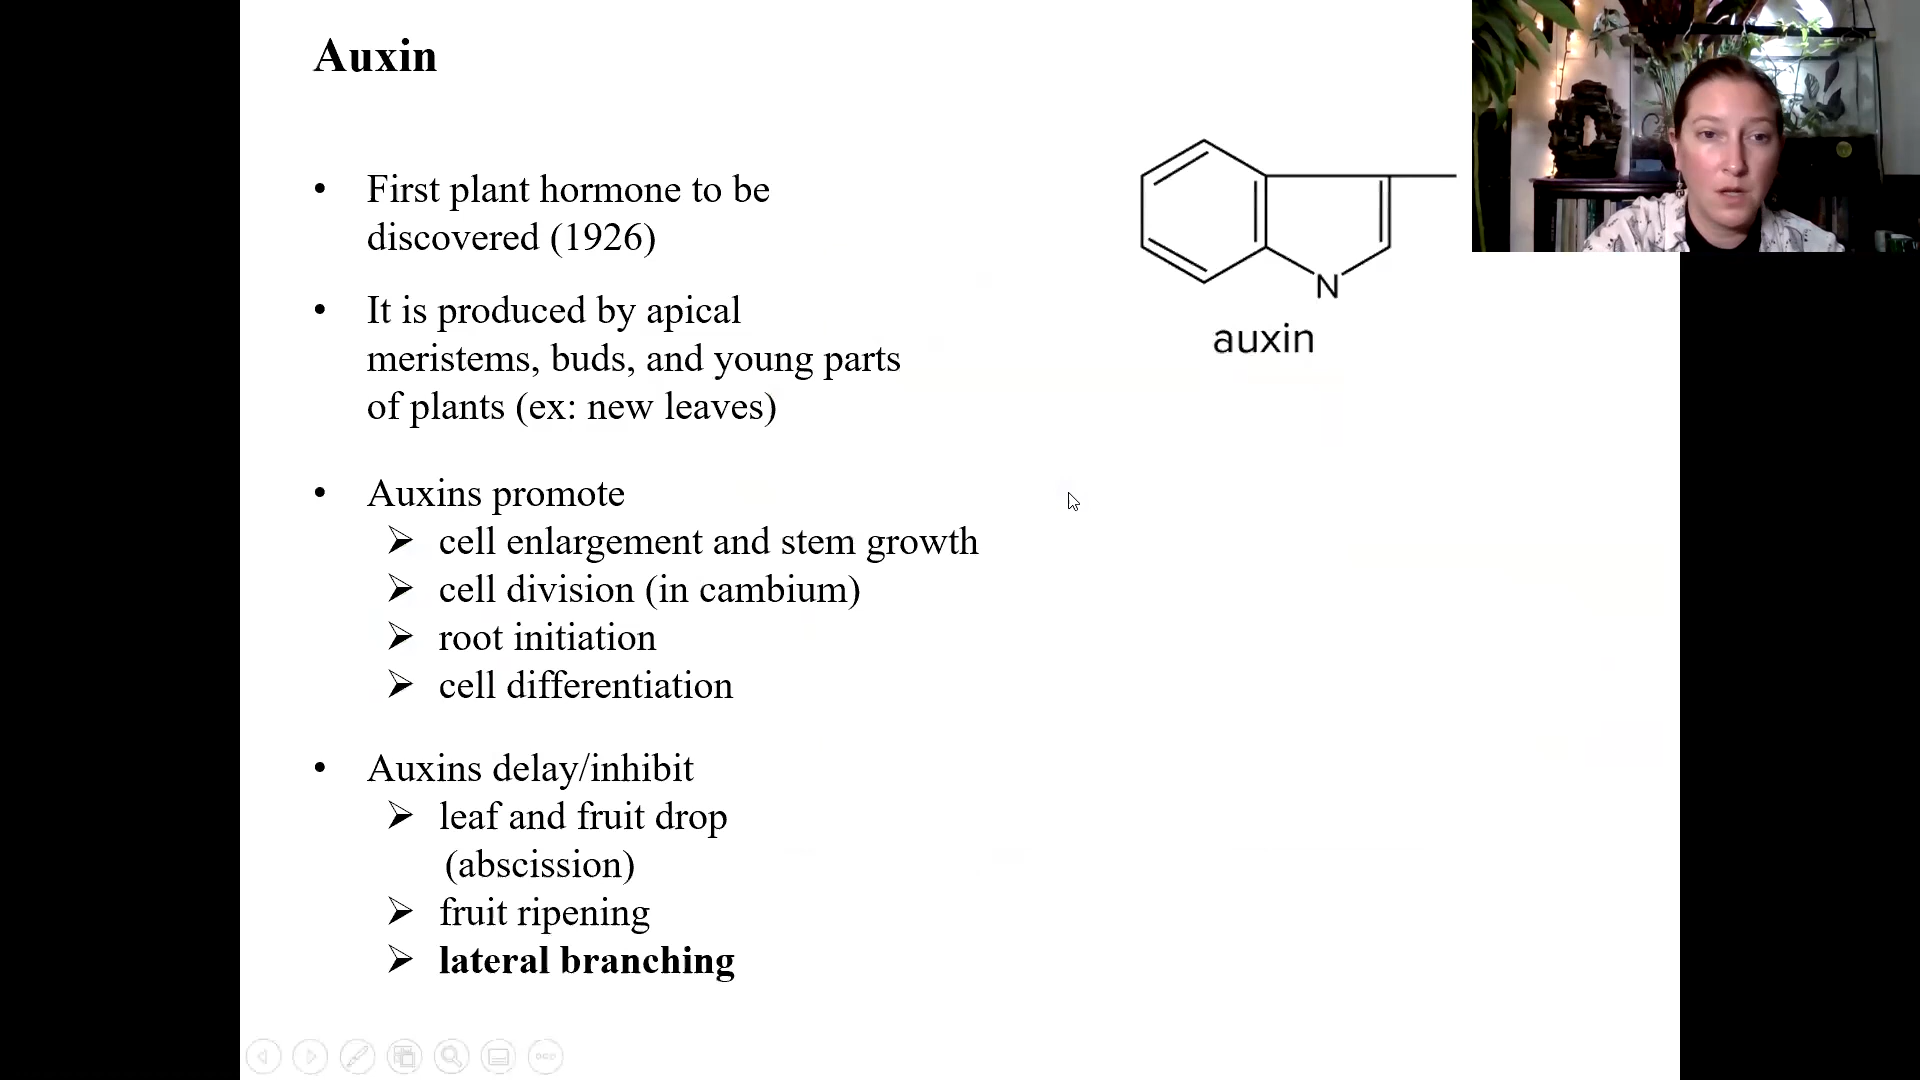 Auxin
• First plant hormone to be
discovered (1926)
• It is produced by apical
meristems, buds, and young parts
of plants (ex: new leaves)
• Auxins promote
➢ cell enlargement and stem growth
➢ cell division (in cambium)
➢ root initiation
➢ cell differentiation
• Auxins delay/inhibit
➢ leaf and fruit drop
(abscission)
➢ fruit ripening
➢ lateral branching
N
auxin